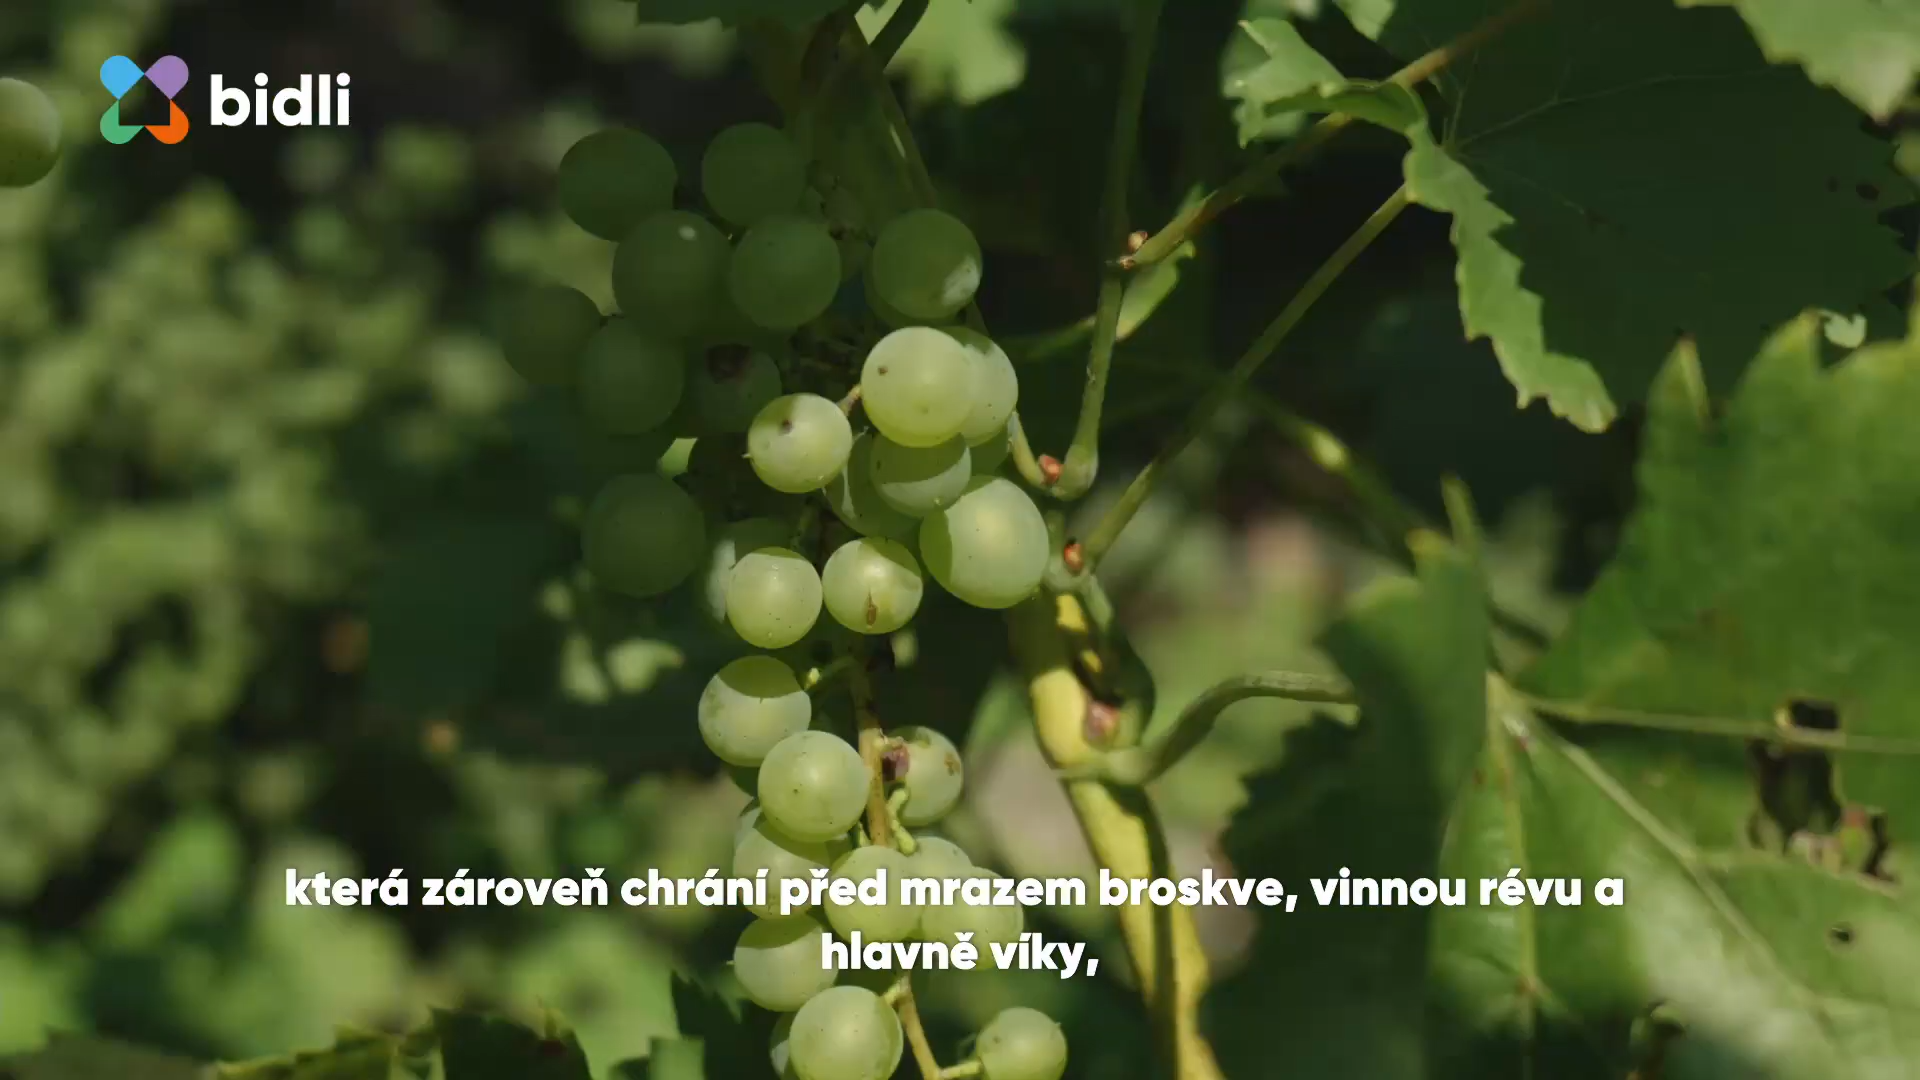 bidli
která zároveň chrání před mrazem broskve, vinnou révu a
hlavně víky,